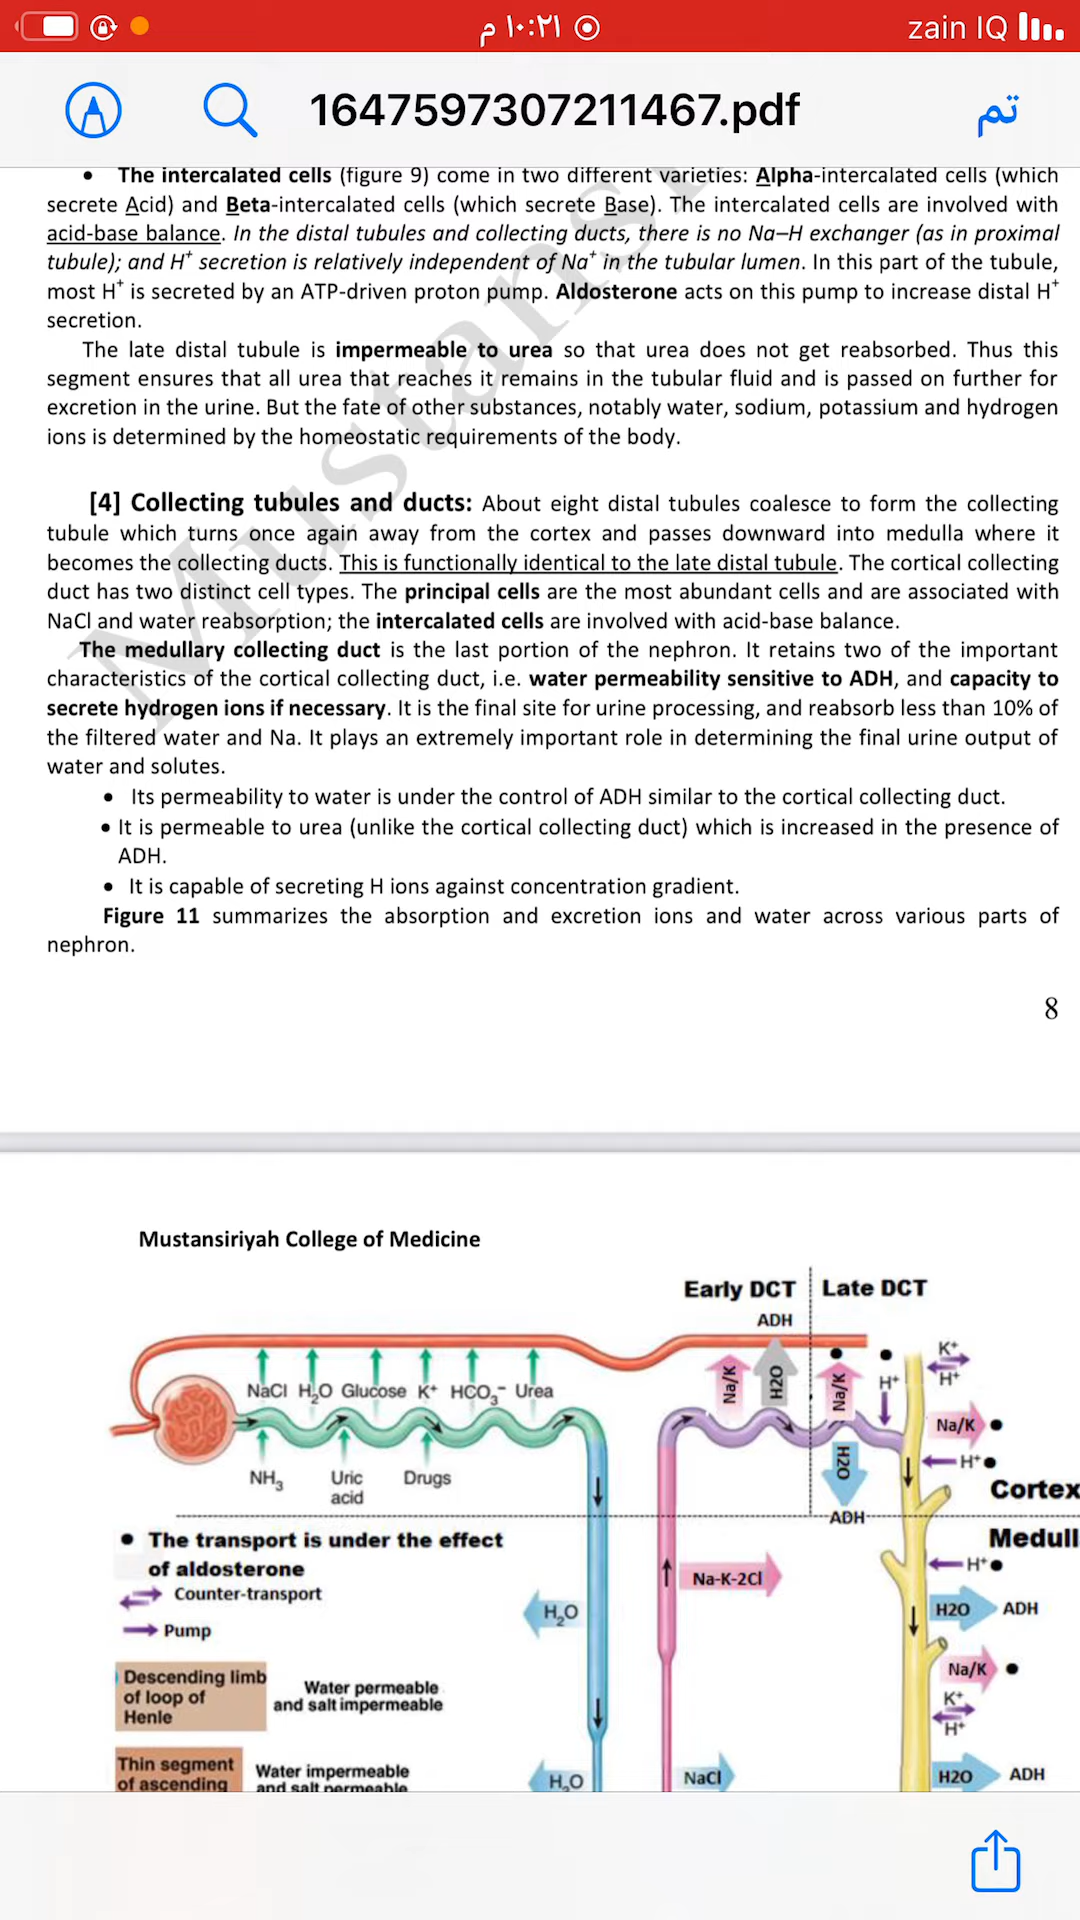 م ١٠:٢١
zain IQ
1647597307211467.pdf
تم
• The intercalated cells (figure 9) come in two different varieties: Alpha-intercalated cells (which
secrete Acid) and Beta-intercalated cells (which secrete Base). The intercalated cells are involved with
acid-base balance. In the distal tubules and collecting ducts, there is no Na–H exchanger (as in proximal
tubule); and H⁺ secretion is relatively independent of Na⁺ in the tubular lumen. In this part of the tubule,
most H⁺ is secreted by an ATP-driven proton pump. Aldosterone acts on this pump to increase distal H⁺
secretion.
The late distal tubule is impermeable to urea so that urea does not get reabsorbed. Thus this
segment ensures that all urea that reaches it remains in the tubular fluid and is passed on further for
excretion in the urine. But the fate of other substances, notably water, sodium, potassium and hydrogen
ions is determined by the homeostatic requirements of the body.
[4] Collecting tubules and ducts: About eight distal tubules coalesce to form the collecting
tubule which turns once again away from the cortex and passes downward into medulla where it
becomes the collecting ducts. This is functionally identical to the late distal tubule. The cortical collecting
duct has two distinct cell types. The principal cells are the most abundant cells and are associated with
NaCl and water reabsorption; the intercalated cells are involved with acid-base balance.
The medullary collecting duct is the last portion of the nephron. It retains two of the important
characteristics of the cortical collecting duct, i.e. water permeability sensitive to ADH, and capacity to
secrete hydrogen ions if necessary. It is the final site for urine processing, and reabsorb less than 10% of
the filtered water and Na. It plays an extremely important role in determining the final urine output of
water and solutes.
• Its permeability to water is under the control of ADH similar to the cortical collecting duct.
• It is permeable to urea (unlike the cortical collecting duct) which is increased in the presence of
ADH.
• It is capable of secreting H ions against concentration gradient.
Figure 11 summarizes the absorption and excretion ions and water across various parts of
nephron.
8
Mustansiriyah College of Medicine
Early DCT Late DCT
ADH
NaCl H₂O Glucose K⁺ HCO₃⁻ Urea
Na/K
H2O
Na/K
H⁺
K⁺
H⁺
Na/K
H⁺
H2O
ADH
NH₃ Uric acid Drugs
Cortex
Medull
• The transport is under the effect
of aldosterone
Counter-transport
Pump
H₂O
Na-K-2Cl
H⁺
H2O ADH
Na/K
K⁺
H⁺
Descending limb
of loop of
Henle
Water permeable
and salt impermeable
Thin segment
of ascending
Water impermeable
and salt permeable
H₂O
NaCl
H2O ADH